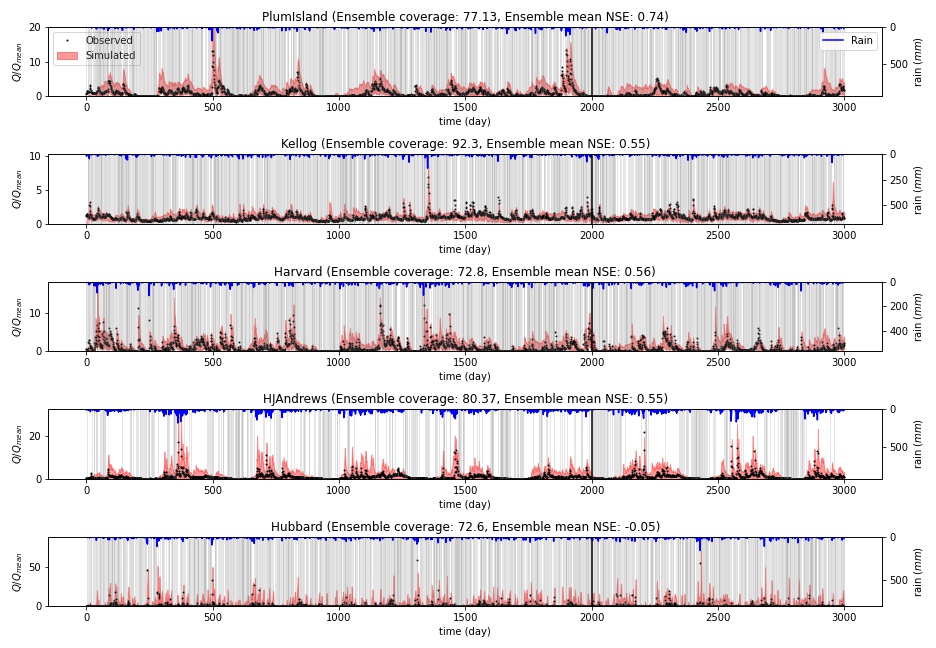 PlumIsland (Ensemble coverage: 77.13, Ensemble mean NSE: 0.74)
20
10
0
Q/Q_mean
Observed
Simulated
Rain
0
500
rain (mm)
0 500 1000 1500 2000 2500 3000
time (day)
Kellog (Ensemble coverage: 92.3, Ensemble mean NSE: 0.55)
10
5
0
Q/Q_mean
0
250
500
rain (mm)
0 500 1000 1500 2000 2500 3000
time (day)
Harvard (Ensemble coverage: 72.8, Ensemble mean NSE: 0.56)
10
0
Q/Q_mean
0
200
400
rain (mm)
0 500 1000 1500 2000 2500 3000
time (day)
HJAndrews (Ensemble coverage: 80.37, Ensemble mean NSE: 0.55)
20
0
Q/Q_mean
0
500
rain (mm)
0 500 1000 1500 2000 2500 3000
time (day)
Hubbard (Ensemble coverage: 72.6, Ensemble mean NSE: -0.05)
50
0
Q/Q_mean
0
500
rain (mm)
0 500 1000 1500 2000 2500 3000
time (day)